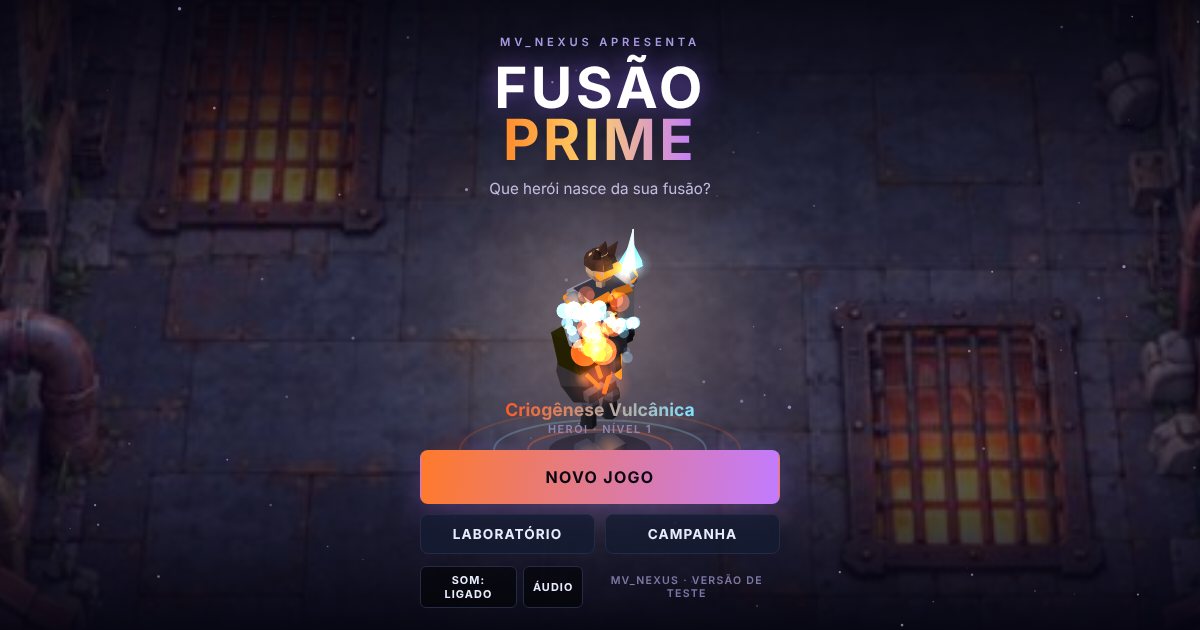 MV_NEXUS APRESENTA
FUSÃO
PRIME
Que herói nasce da sua fusão?
Criogênese Vulcânica
HERÓI · NÍVEL 1
NOVO JOGO
LABORATÓRIO
CAMPANHA
SOM:
LIGADO
ÁUDIO
MV_NEXUS · VERSÃO DE
TESTE